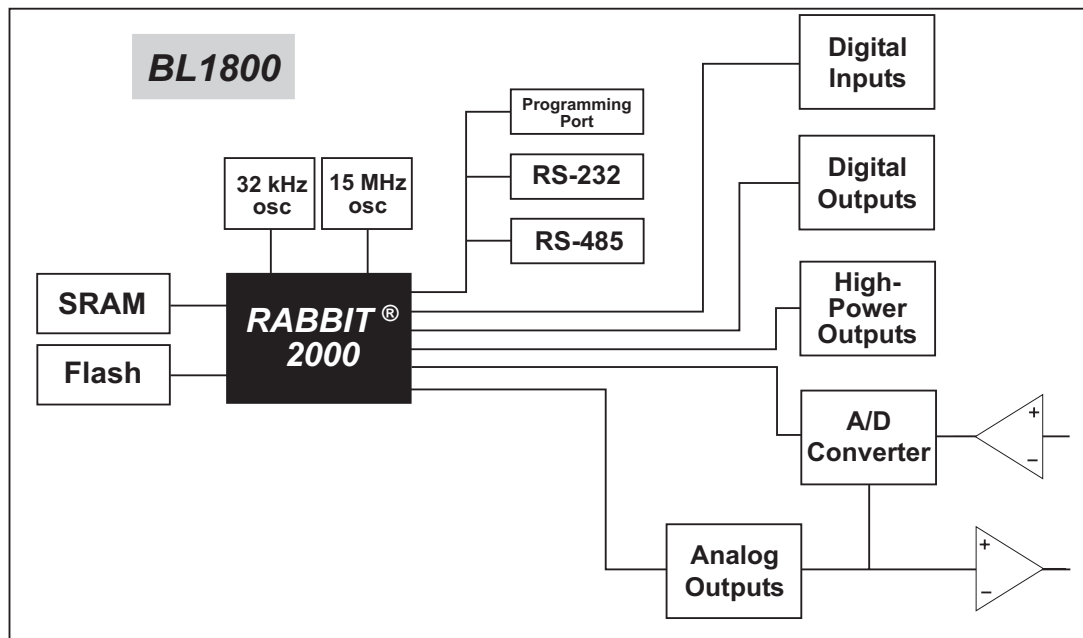 BL1800
Digital
Inputs
Programming
Port
32 kHz
osc
15 MHz
osc
RS-232
Digital
Outputs
RS-485
SRAM
RABBIT ®
2000
High-
Power
Outputs
Flash
A/D
Converter
+
−
Analog
Outputs
+
−